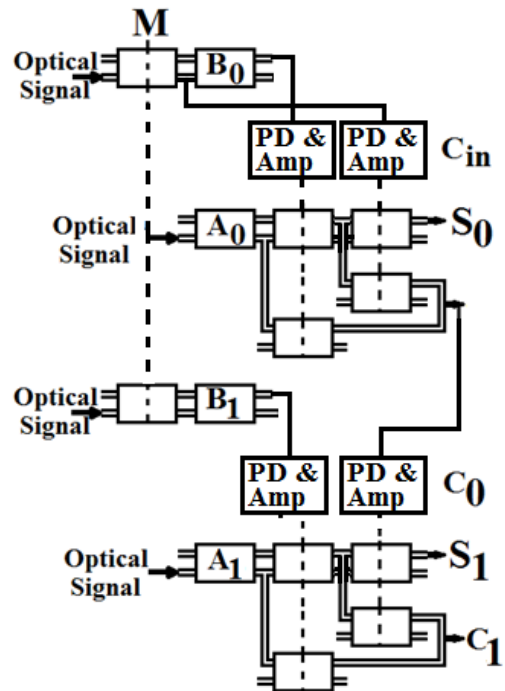 M
Optical
Signal
B0
PD &
Amp
PD &
Amp
Cin
Optical
Signal
A0
S0
Optical
Signal
B1
PD &
Amp
PD &
Amp
C0
Optical
Signal
A1
S1
C1